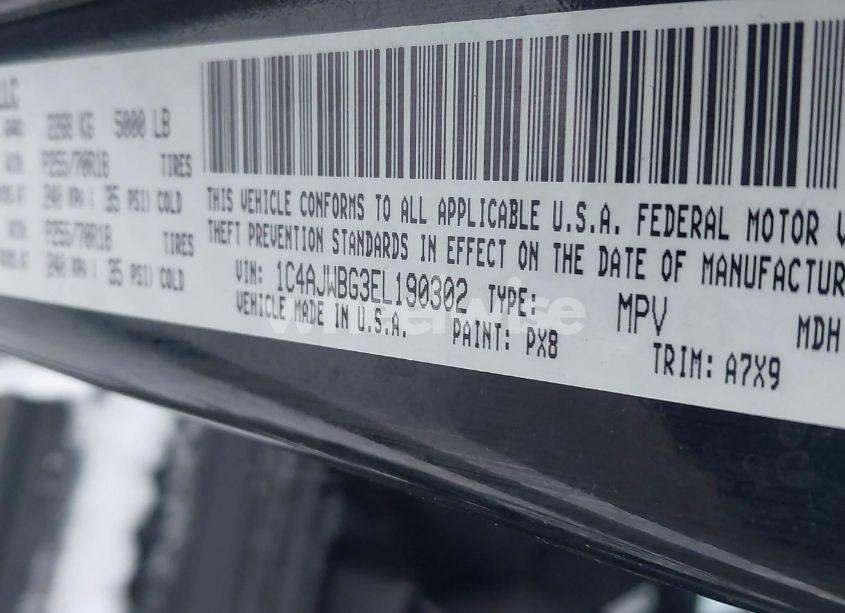 LLC
2268 KG 5000 LB
P255/70R18 TIRES
240 KPA ( 35 PSI) COLD
P255/70R18 TIRES
240 KPA ( 35 PSI) COLD
THIS VEHICLE CONFORMS TO ALL APPLICABLE U.S.A. FEDERAL MOTOR V
THEFT PREVENTION STANDARDS IN EFFECT ON THE DATE OF MANUFACTUR
VIN: 1C4AJWBG3EL190302 TYPE: MPV MDH
VEHICLE MADE IN U.S.A. PAINT: PX8 TRIM: A7X9